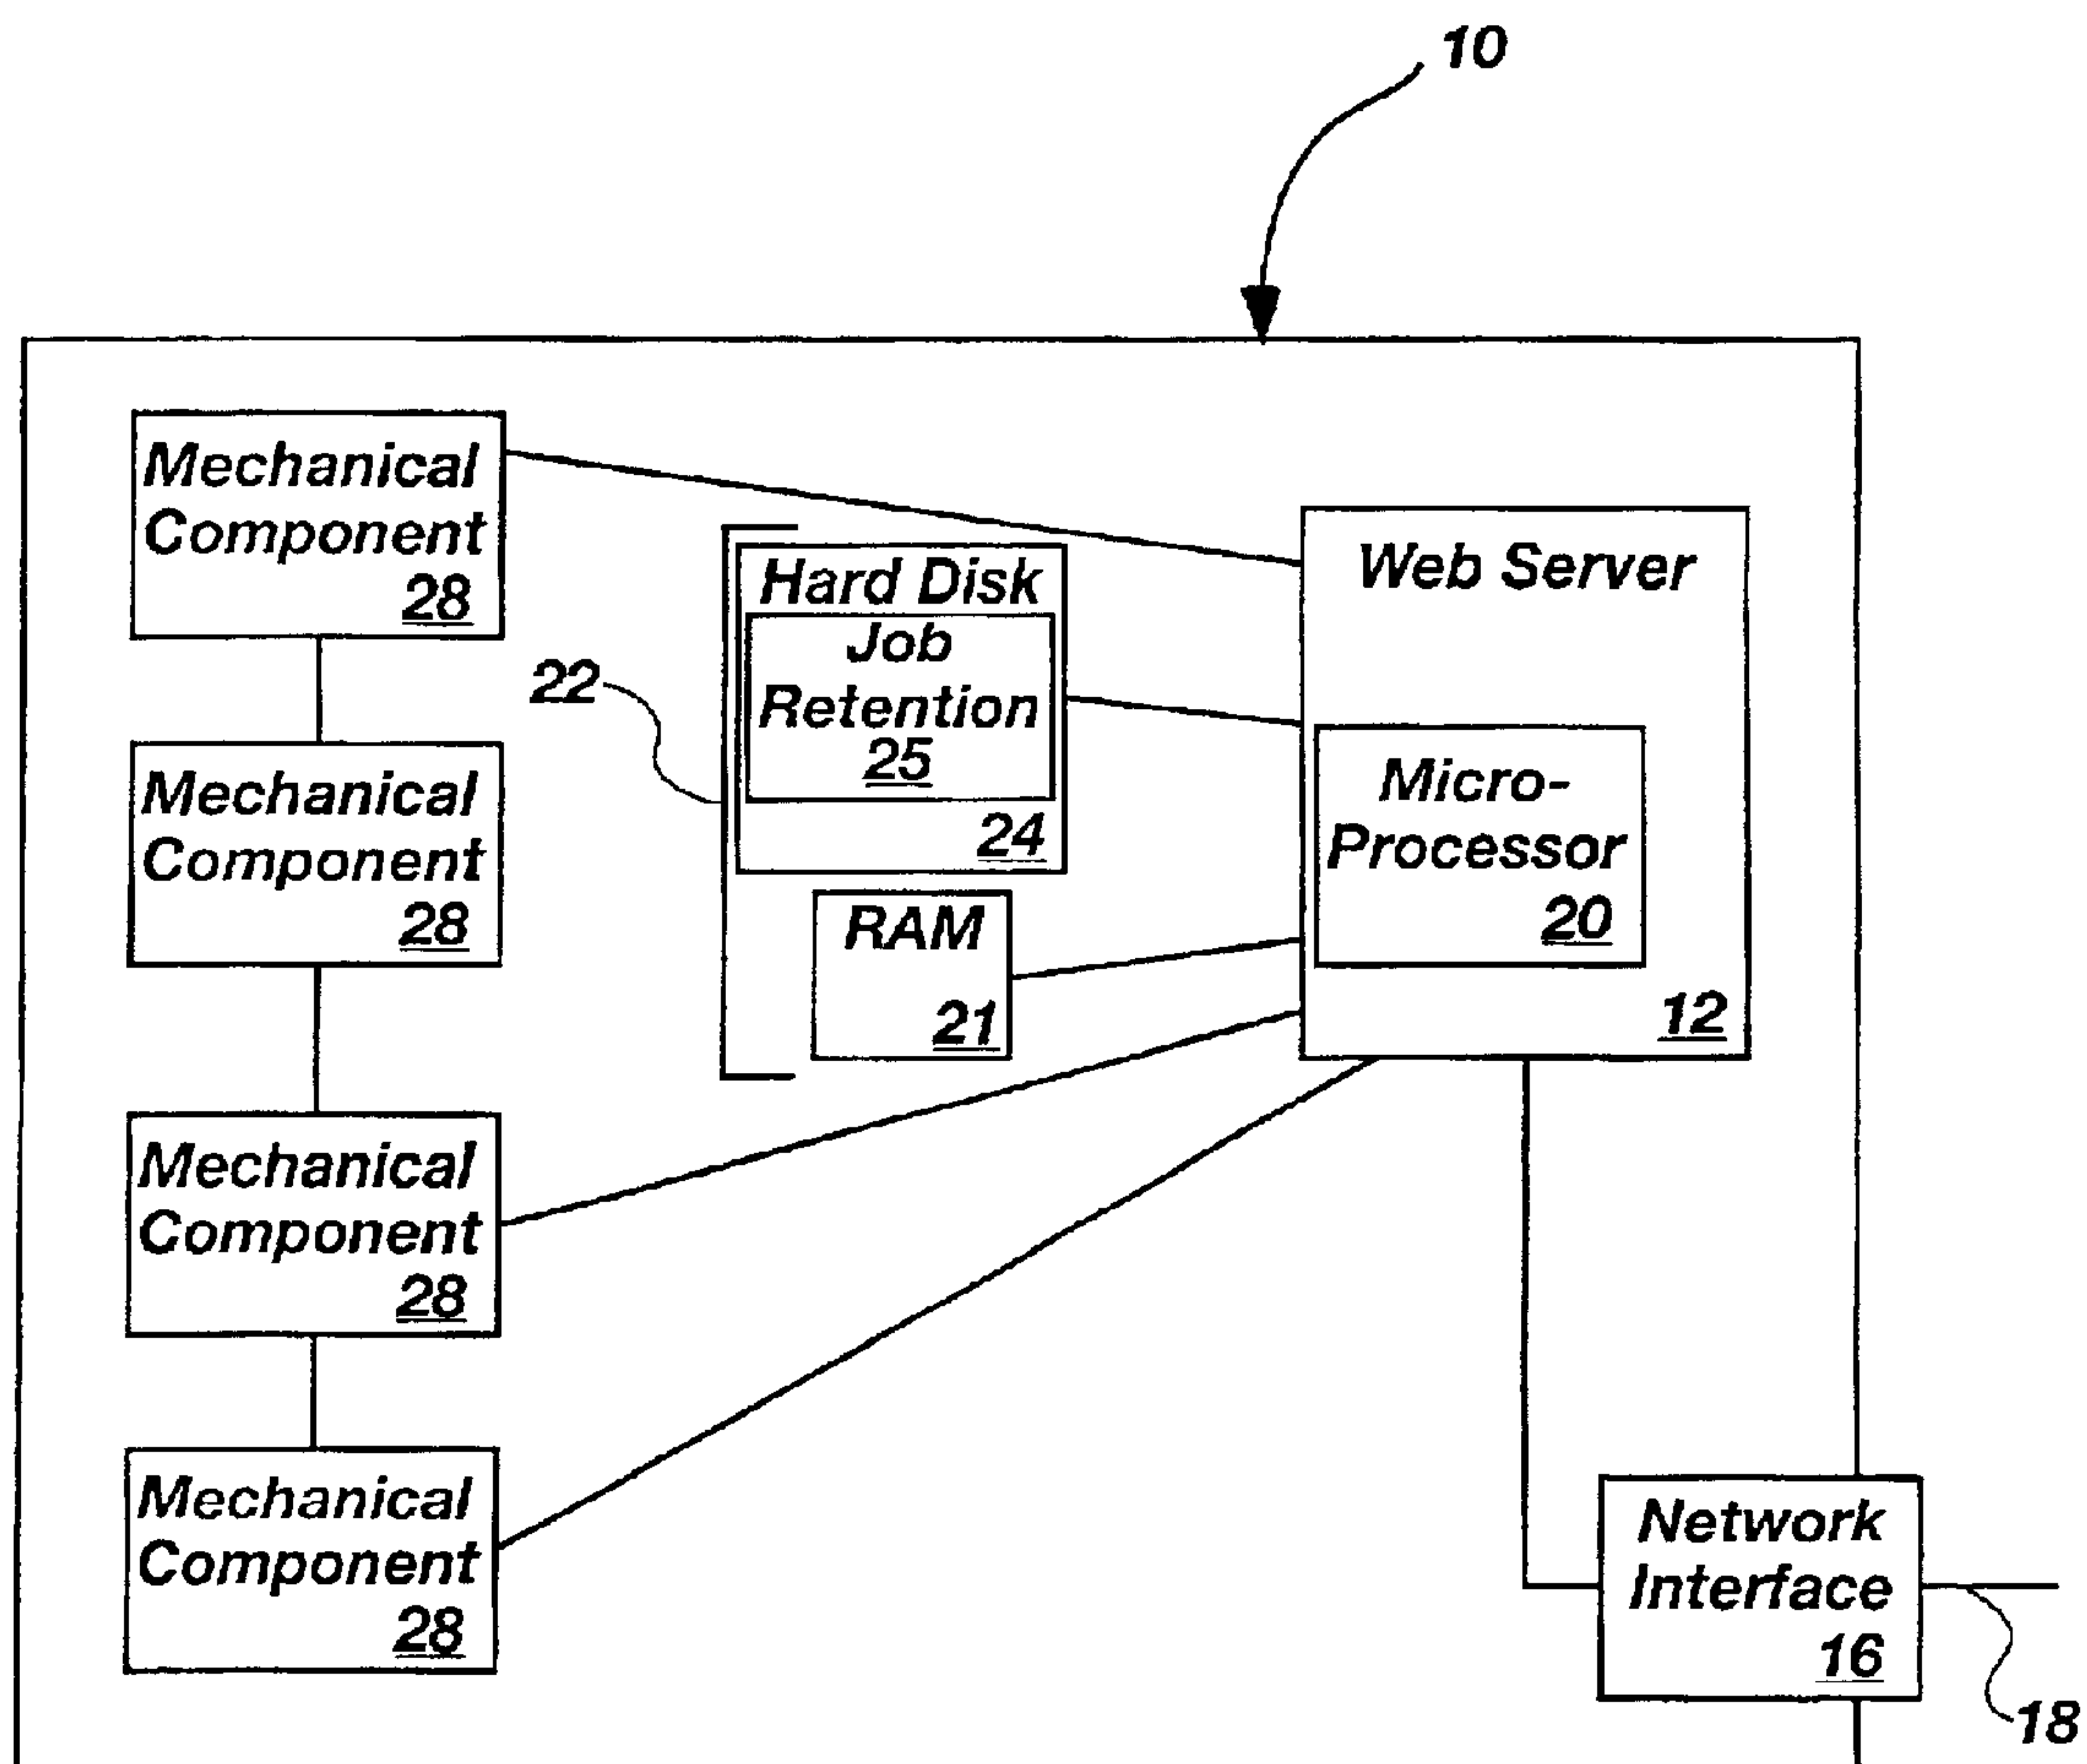 10
Mechanical
Component
28
Mechanical
Component
28
Mechanical
Component
28
Mechanical
Component
28
22
Hard Disk
Job
Retention
25
24
RAM
21
Web Server
Micro-
Processor
20
12
Network
Interface
16
18